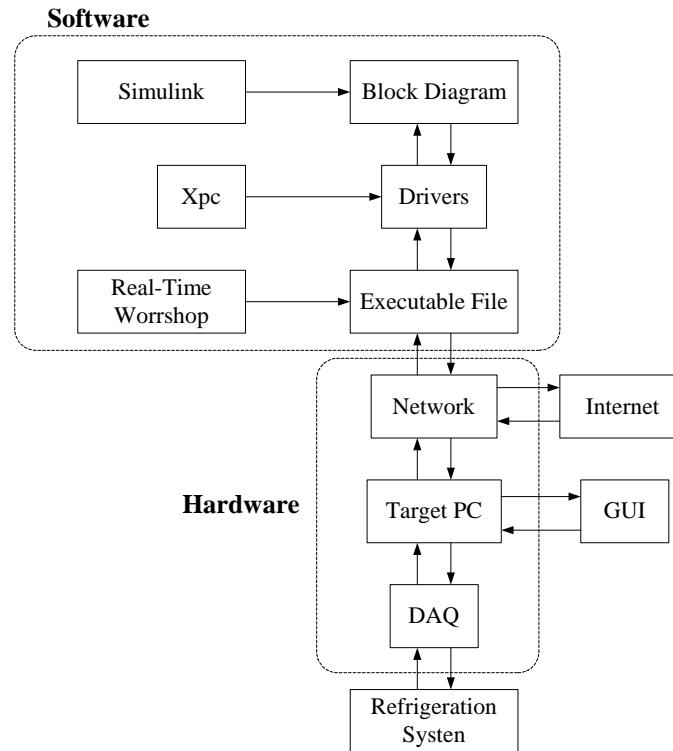 Software
Simulink
Block Diagram
Xpc
Drivers
Real-Time
Worrshop
Executable File
Network
Internet
Hardware
Target PC
GUI
DAQ
Refrigeration
Systen